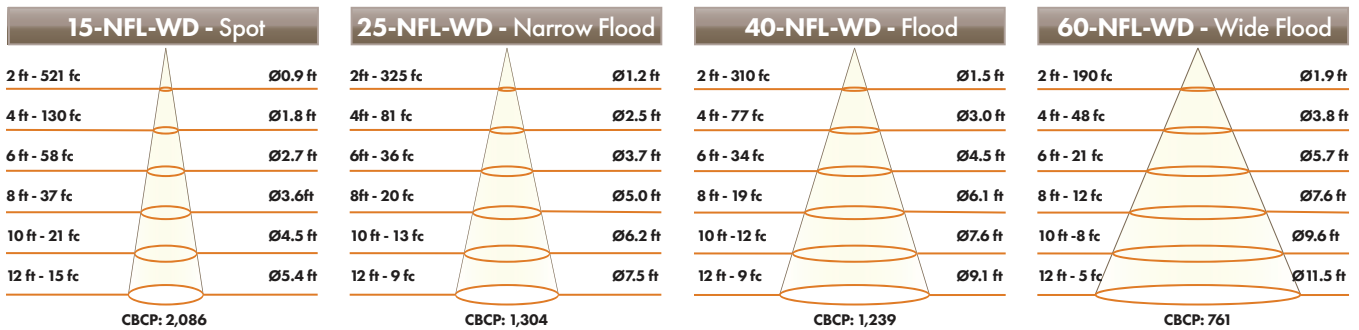 15-NFL-WD - Spot
2 ft - 521 fc Ø0.9 ft
4 ft - 130 fc Ø1.8 ft
6 ft - 58 fc Ø2.7 ft
8 ft - 37 fc Ø3.6ft
10 ft - 21 fc Ø4.5 ft
12 ft - 15 fc Ø5.4 ft
CBCP: 2,086
25-NFL-WD - Narrow Flood
2ft - 325 fc Ø1.2 ft
4ft - 81 fc Ø2.5 ft
6ft - 36 fc Ø3.7 ft
8ft - 20 fc Ø5.0 ft
10 ft - 13 fc Ø6.2 ft
12 ft - 9 fc Ø7.5 ft
CBCP: 1,304
40-NFL-WD - Flood
2 ft - 310 fc Ø1.5 ft
4 ft - 77 fc Ø3.0 ft
6 ft - 34 fc Ø4.5 ft
8 ft - 19 fc Ø6.1 ft
10 ft -12 fc Ø7.6 ft
12 ft - 9 fc Ø9.1 ft
CBCP: 1,239
60-NFL-WD - Wide Flood
2 ft - 190 fc Ø1.9 ft
4 ft - 48 fc Ø3.8 ft
6 ft - 21 fc Ø5.7 ft
8 ft - 12 fc Ø7.6 ft
10 ft -8 fc Ø9.6 ft
12 ft - 5 fc Ø11.5 ft
CBCP: 761